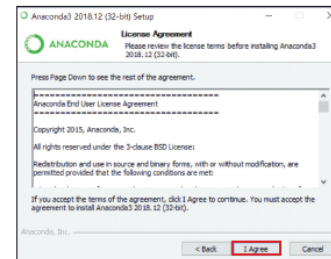 Anaconda3 2018.12 (32-bit) Setup
ANACONDA
License Agreement
Please review the license terms before installing Anaconda3
2018.12 (32-bit).
Press Page Down to see the rest of the agreement.
===================================
Anaconda End User License Agreement
===================================
Copyright 2015, Anaconda, Inc.
All rights reserved under the 3-clause BSD License:
Redistribution and use in source and binary forms, with or without modification, are
permitted provided that the following conditions are met:
If you accept the terms of the agreement, click I Agree to continue. You must accept the
agreement to install Anaconda3 2018.12 (32-bit).
Anaconda, Inc.
< Back
I Agree
Cancel